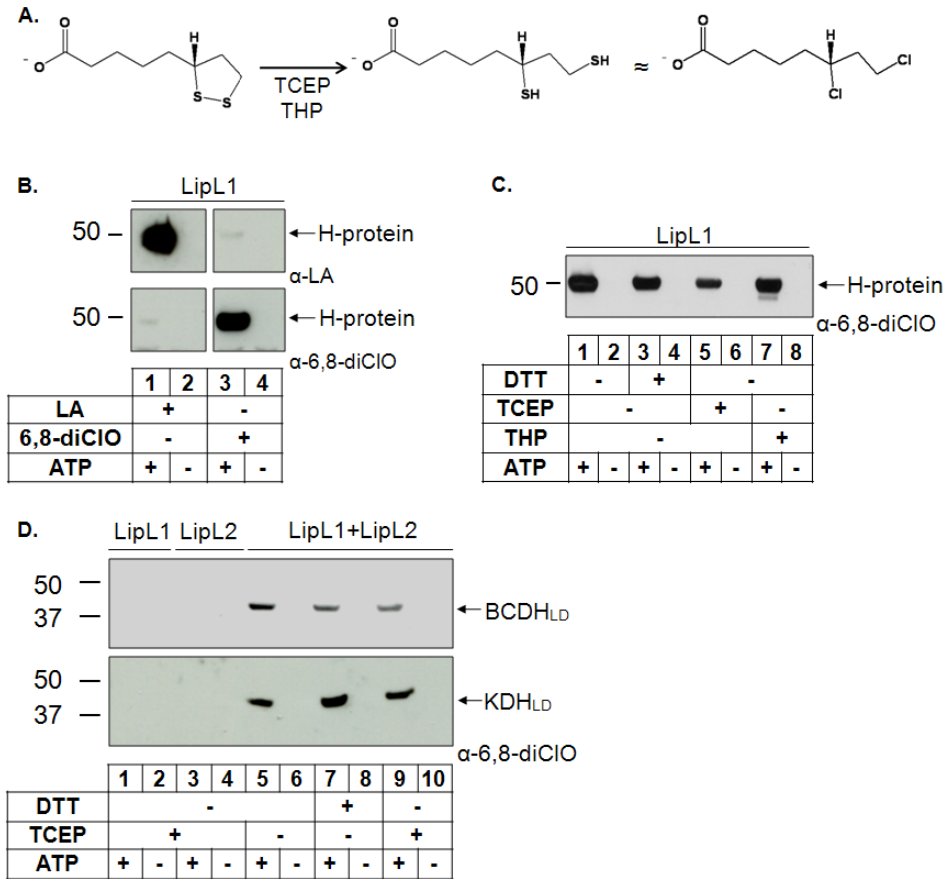 A.
O
-O
H
S-S
TCEP
THP
O
-O
H
SH
SH
≈
O
-O
H
Cl
Cl
B.
LipL1
50
H-protein
α-LA
50
H-protein
α-6,8-diClO
1 2 3 4
LA + -
6,8-diClO - +
ATP + - + -
C.
LipL1
50
H-protein
α-6,8-diClO
1 2 3 4 5 6 7 8
DTT - + -
TCEP - + -
THP - +
ATP + - + - + - + -
D.
LipL1 LipL2 LipL1+LipL2
50
37
BCDHLD
50
37
KDHLD
α-6,8-diClO
1 2 3 4 5 6 7 8 9 10
DTT - + -
TCEP + - - +
ATP + - + - + - + - + -